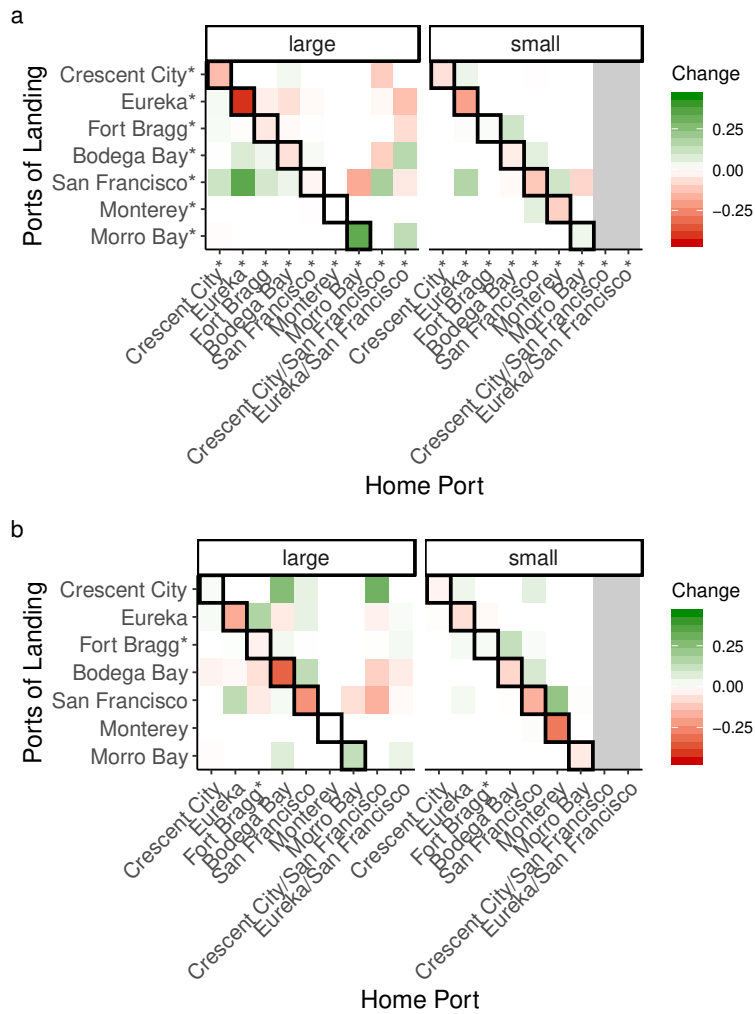 a
large small
Change
0.25
0.00
−0.25
Ports of Landing
Crescent City*
Eureka*
Fort Bragg*
Bodega Bay*
San Francisco*
Monterey*
Morro Bay*
Crescent City*
Eureka*
Fort Bragg*
Bodega Bay*
San Francisco*
Monterey*
Morro Bay*
Crescent City/San Francisco*
Eureka/San Francisco*
Crescent City*
Eureka*
Fort Bragg*
Bodega Bay*
San Francisco*
Monterey*
Morro Bay*
Crescent City/San Francisco*
Eureka/San Francisco*
Home Port
b
large small
Change
0.25
0.00
−0.25
Ports of Landing
Crescent City
Eureka
Fort Bragg*
Bodega Bay
San Francisco
Monterey
Morro Bay
Crescent City
Eureka
Fort Bragg*
Bodega Bay
San Francisco
Monterey
Morro Bay
Crescent City/San Francisco
Eureka/San Francisco
Crescent City
Eureka
Fort Bragg*
Bodega Bay
San Francisco
Monterey
Morro Bay
Crescent City/San Francisco
Eureka/San Francisco
Home Port